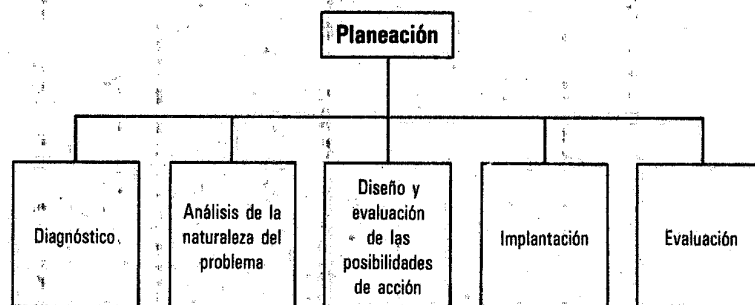 Planeación
Diagnóstico
Análisis de la
naturaleza del
problema
Diseño y
evaluación
de las
posibilidades
de acción
Implantación
Evaluación